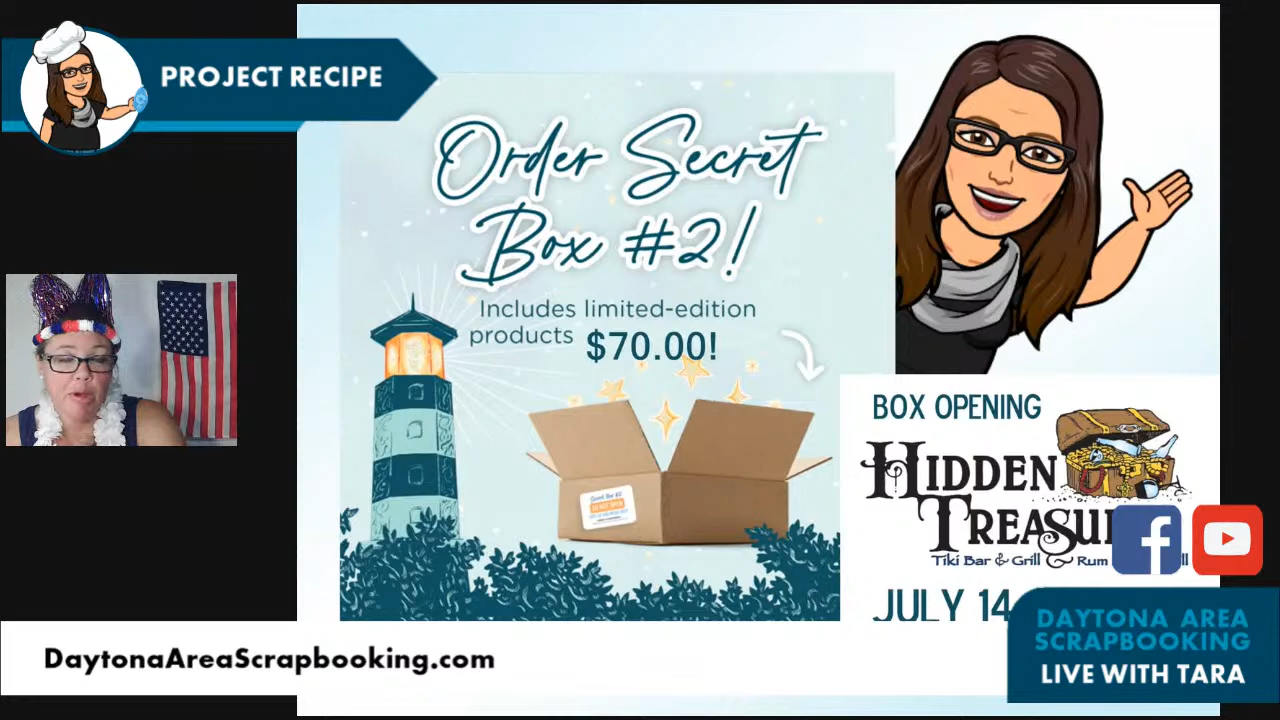 PROJECT RECIPE
Order Secret
Box #2!
Includes limited-edition
products $70.00!
BOX OPENING
HIDDEN
TREASU
Tiki Bar & Grill & Rum
JULY 14
DaytonaAreaScrapbooking.com
DAYTONA AREA
SCRAPBOOKING
LIVE WITH TARA